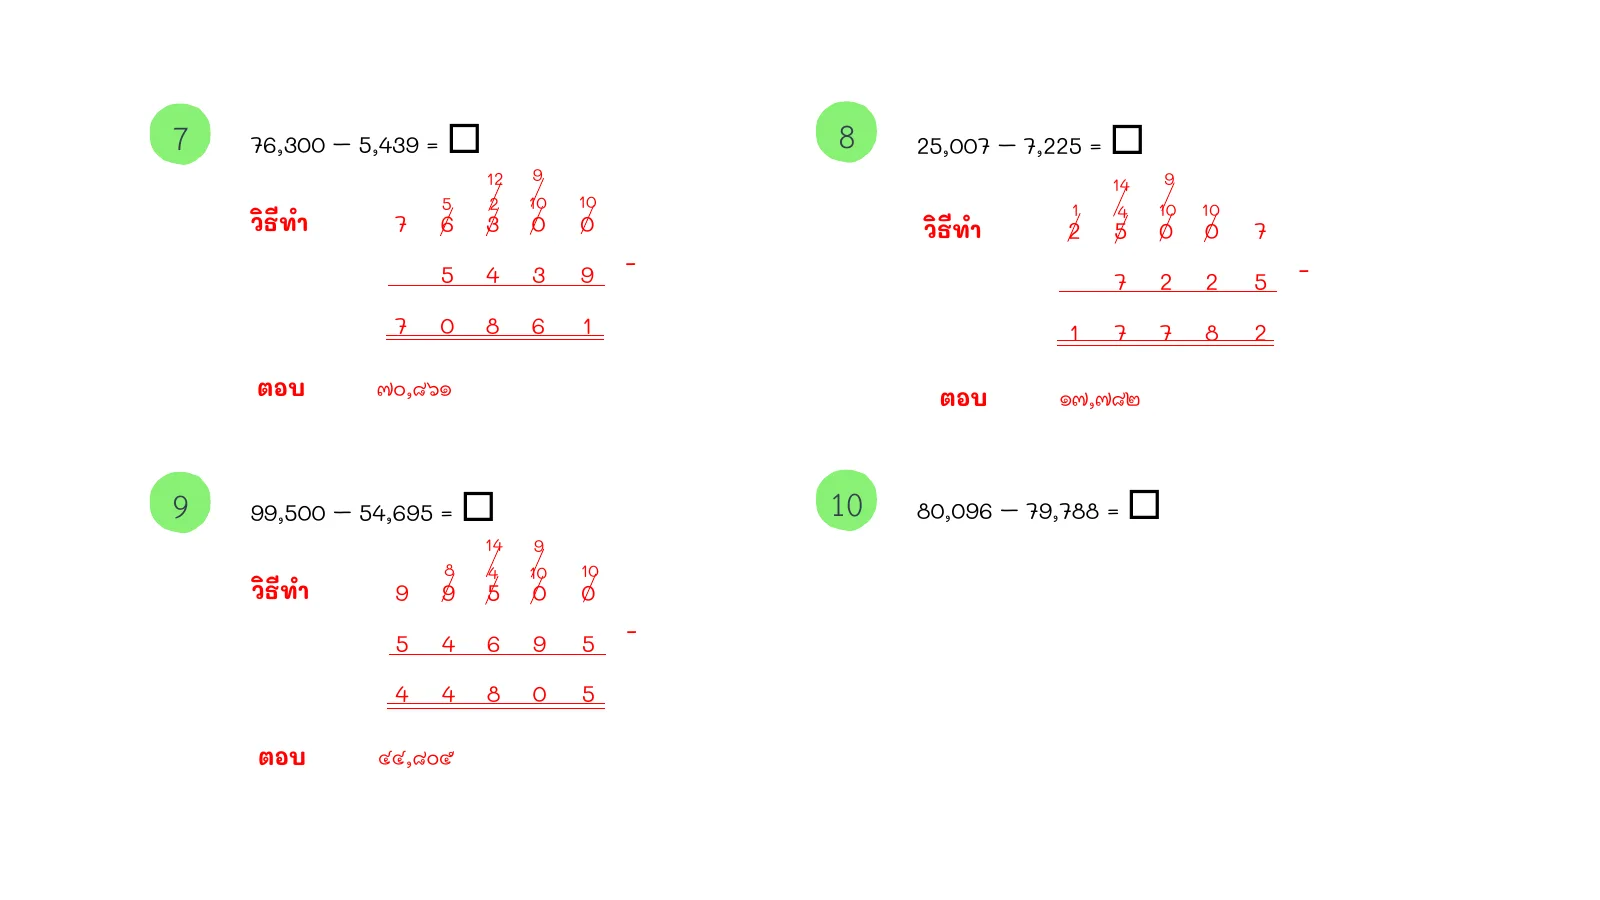 7
76,300 – 5,439 = □
12 9
5 2 10 10
วิธีทำ 7 6 3 0 0
5 4 3 9 -
7 0 8 6 1
ตอบ ๗๐,๘๖๑
8
25,007 – 7,225 = □
14 9
1 4 10 10
วิธีทำ 2 5 0 0 7
7 2 2 5 -
1 7 7 8 2
ตอบ ๑๗,๗๘๒
9
99,500 – 54,695 = □
14 9
8 4 10 10
วิธีทำ 9 9 5 0 0
5 4 6 9 5 -
4 4 8 0 5
ตอบ ๔๔,๘๐๕
10
80,096 – 79,788 = □